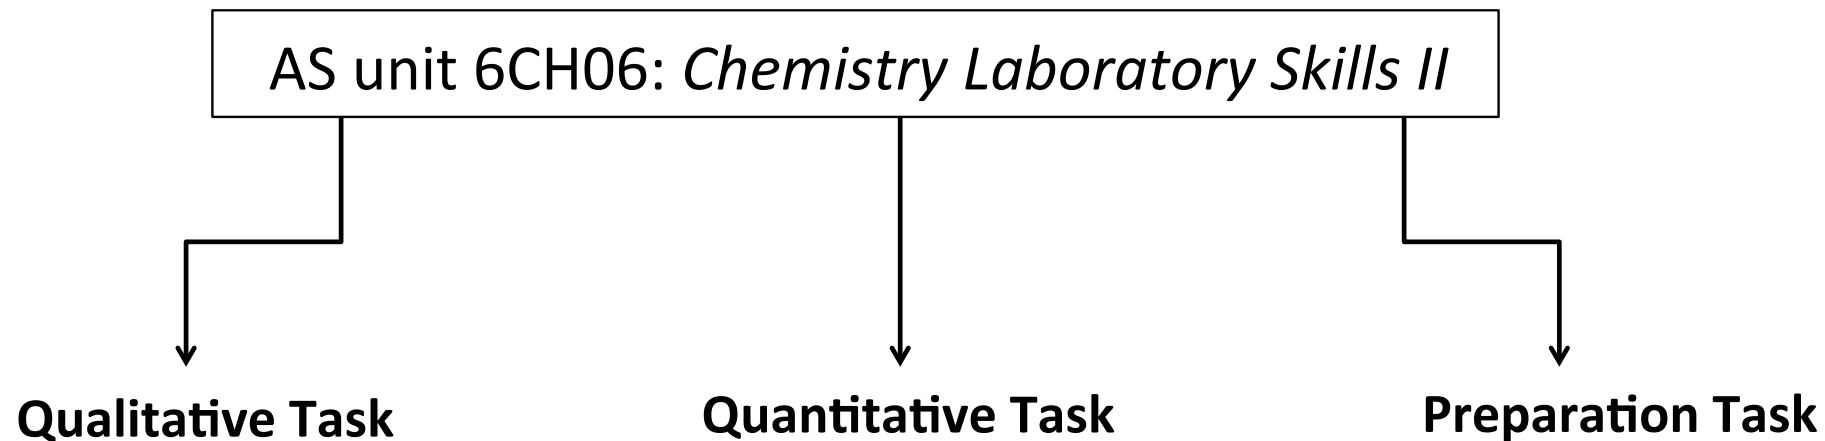 AS unit 6CH06: Chemistry Laboratory Skills II
Qualitative Task
Quantitative Task
Preparation Task